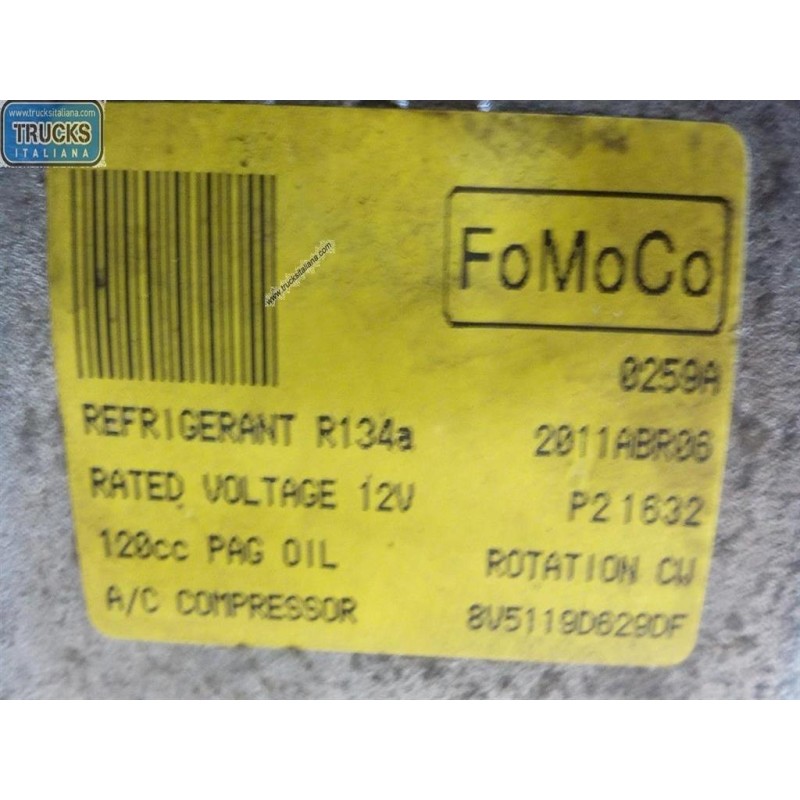 www.trucksitaliana.com
TRUCKS
ITALIANA
www.trucksitaliana.com
FoMoCo
0259A
REFRIGERANT R134a
2011ABR06
RATED VOLTAGE 12V
P21632
120cc PAG OIL
ROTATION CW
A/C COMPRESSOR
8V5119D629DF